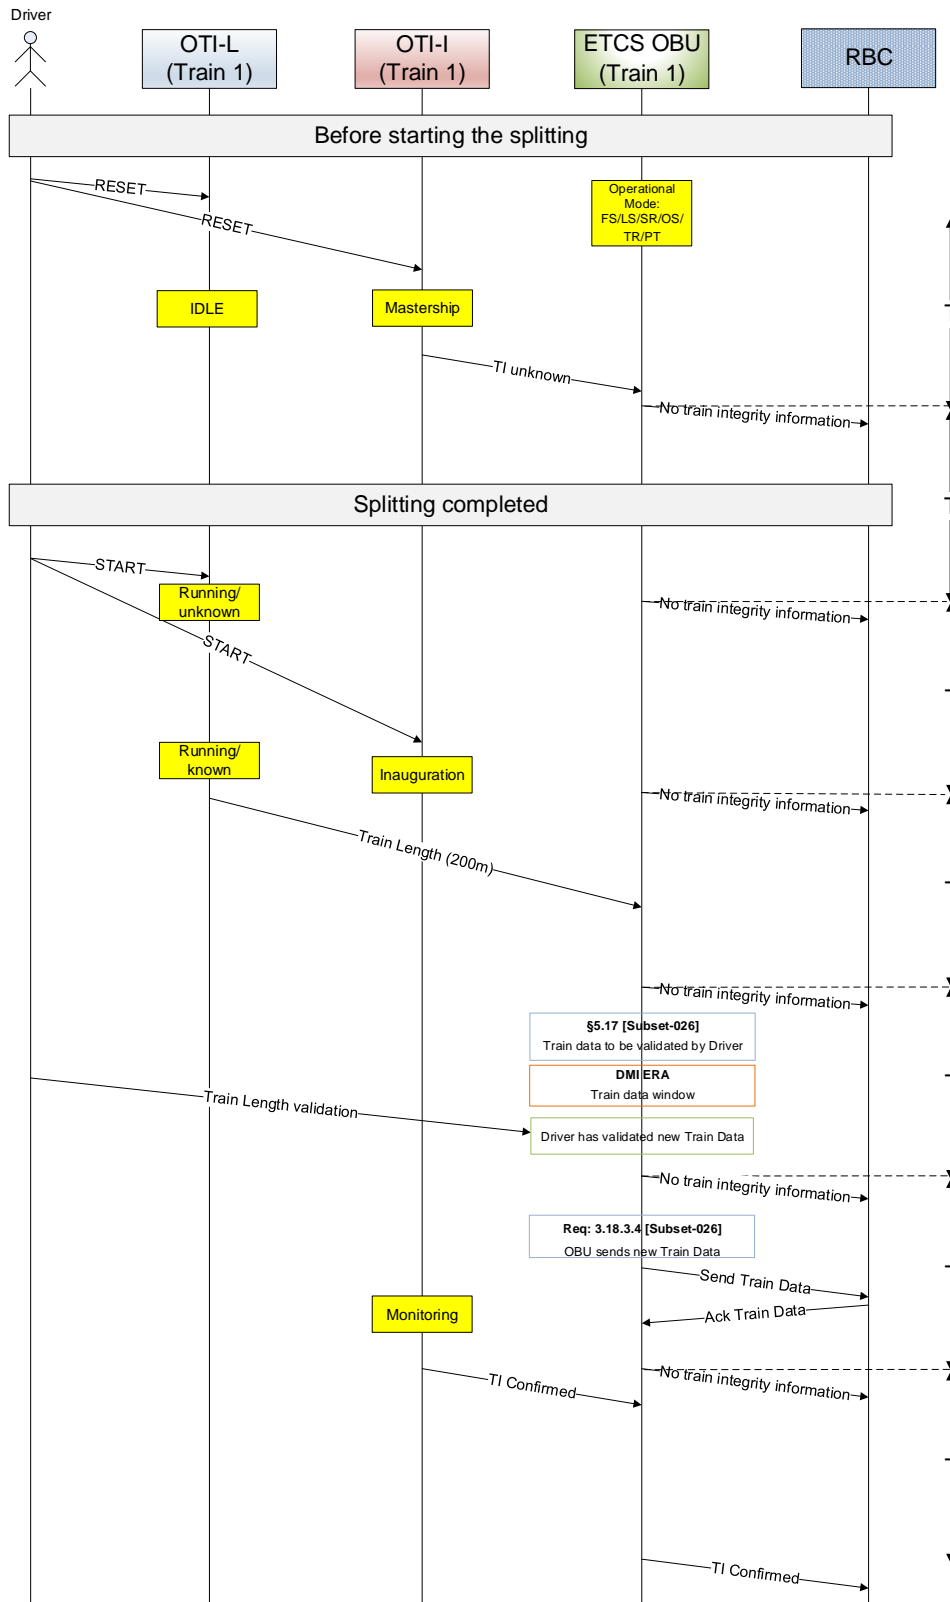 Driver
OTI-L
(Train 1)
OTI-I
(Train 1)
ETCS OBU
(Train 1)
RBC
Before starting the splitting
RESET
RESET
Operational
Mode:
FS/LS/SR/OS/
TR/PT
IDLE
Mastership
TI unknown
No train integrity information
Splitting completed
START
Running/
unknown
No train integrity information
START
Running/
known
Inauguration
No train integrity information
Train Length (200m)
No train integrity information
§5.17 [Subset-026]
Train data to be validated by Driver
DMI ERA
Train data window
Train Length validation
Driver has validated new Train Data
No train integrity information
Req: 3.18.3.4 [Subset-026]
OBU sends new Train Data
Send Train Data
Ack Train Data
Monitoring
TI Confirmed
No train integrity information
TI Confirmed